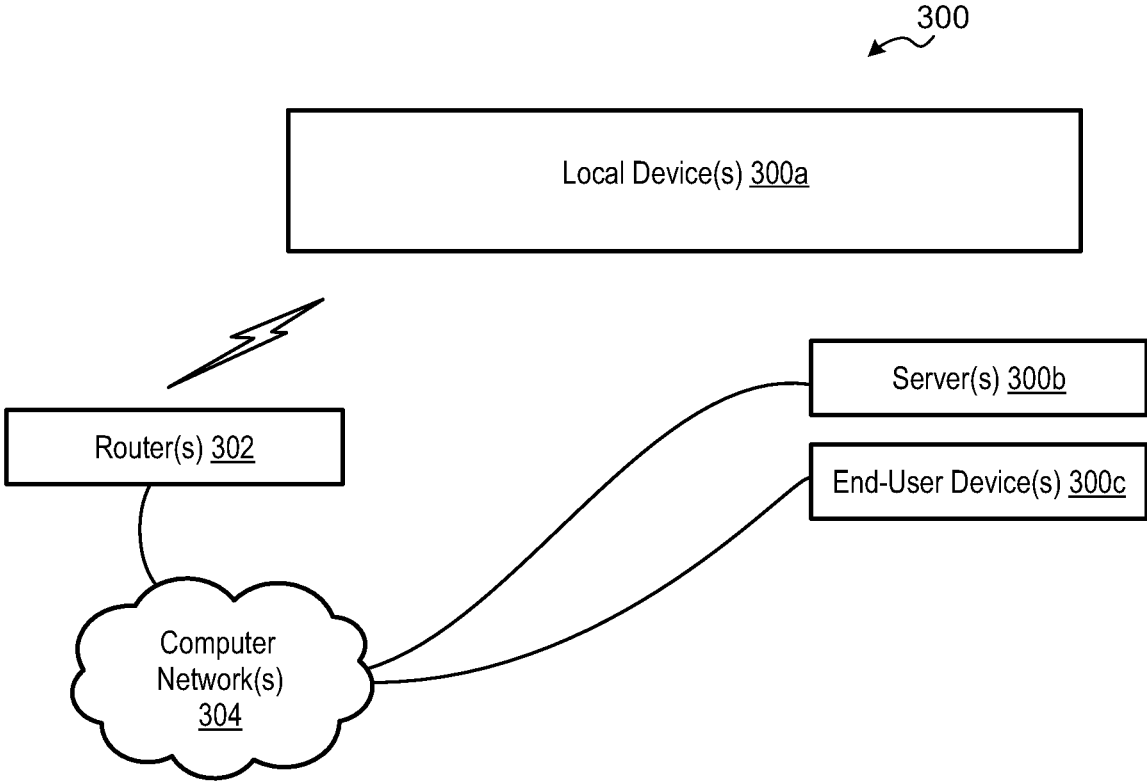 300
Local Device(s) 300a
Server(s) 300b
Router(s) 302
End-User Device(s) 300c
Computer
Network(s)
304